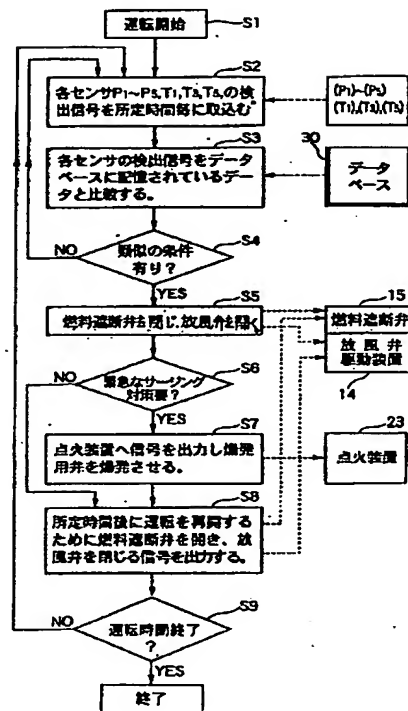 運転開始
S1
S2
各センサP1~P5,T1,T3,T5,の検
出信号を所定時間毎に取込む
(P1)~(P5)
(T1),(T3),(T5)
S3
各センサの検出信号をデータ
ベースに記憶されているデー
タと比較する。
30
データ
ベース
S4
NO
類似の条件
有り?
YES
S5
燃料遮断弁を閉じ,放風弁を開く
15
燃料遮断弁
放風弁
駆動装置
14
S6
NO
緊急なサージング
対策要?
YES
S7
点火装置へ信号を出力し爆発
用弁を爆発させる。
23
点火装置
S8
所定時間後に運転を再開する
ために燃料遮断弁を開き、放
風弁を閉じる信号を出力する。
S9
NO
運転時間終了
?
YES
終了